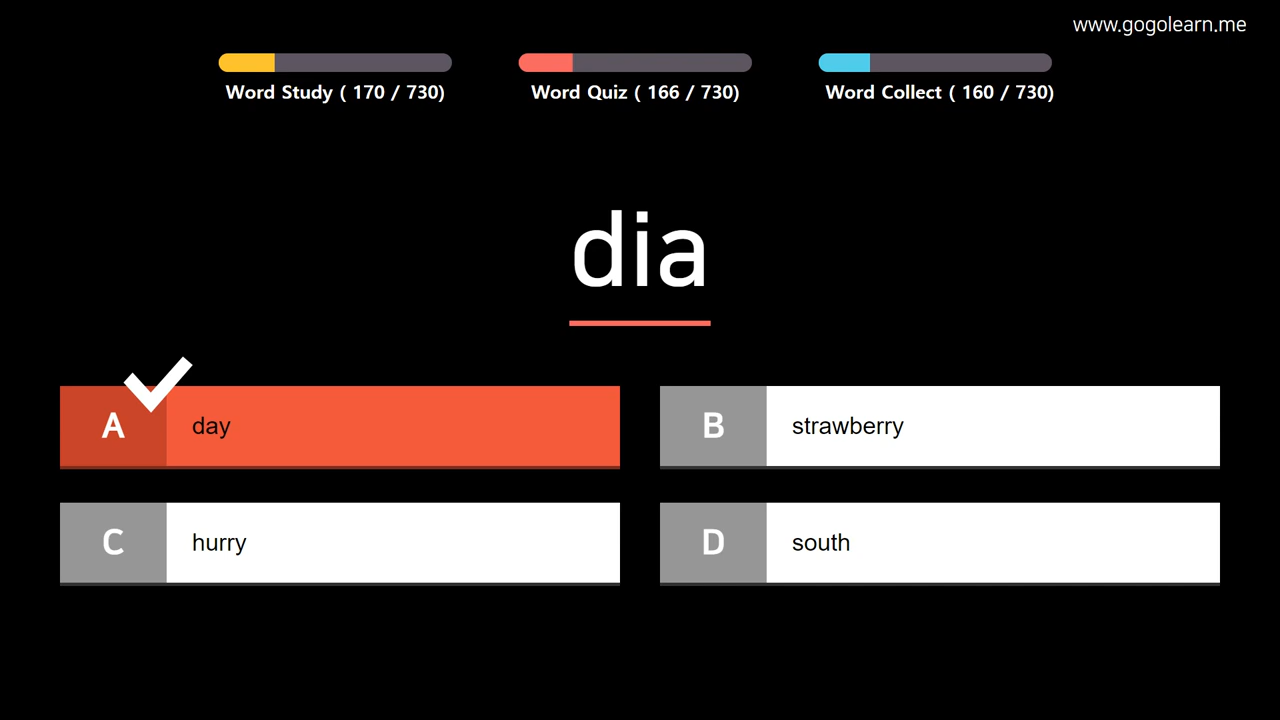 www.gogolearn.me
Word Study ( 170 / 730)
Word Quiz ( 166 / 730)
Word Collect ( 160 / 730)
dia
A day
B strawberry
C hurry
D south